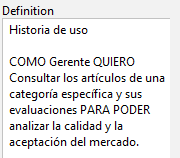 Definition
Historia de uso
COMO Gerente QUIERO
Consultar los artículos de una
categoría específica y sus
evaluaciones PARA PODER
analizar la calidad y la
aceptación del mercado.